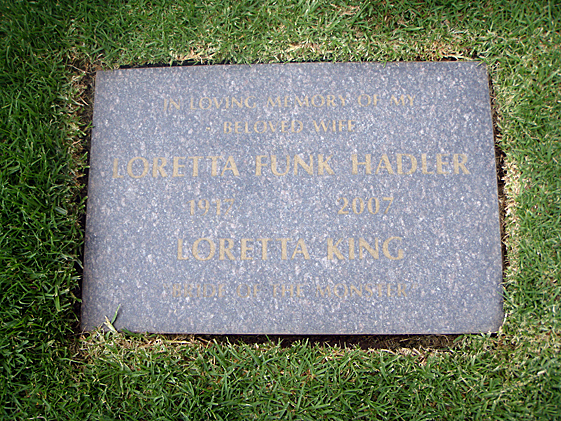 IN LOVING MEMORY OF MY
BELOVED WIFE
LORETTA FUNK HADLER
1917 2007
LORETTA KING
"BRIDE OF THE MONSTER"